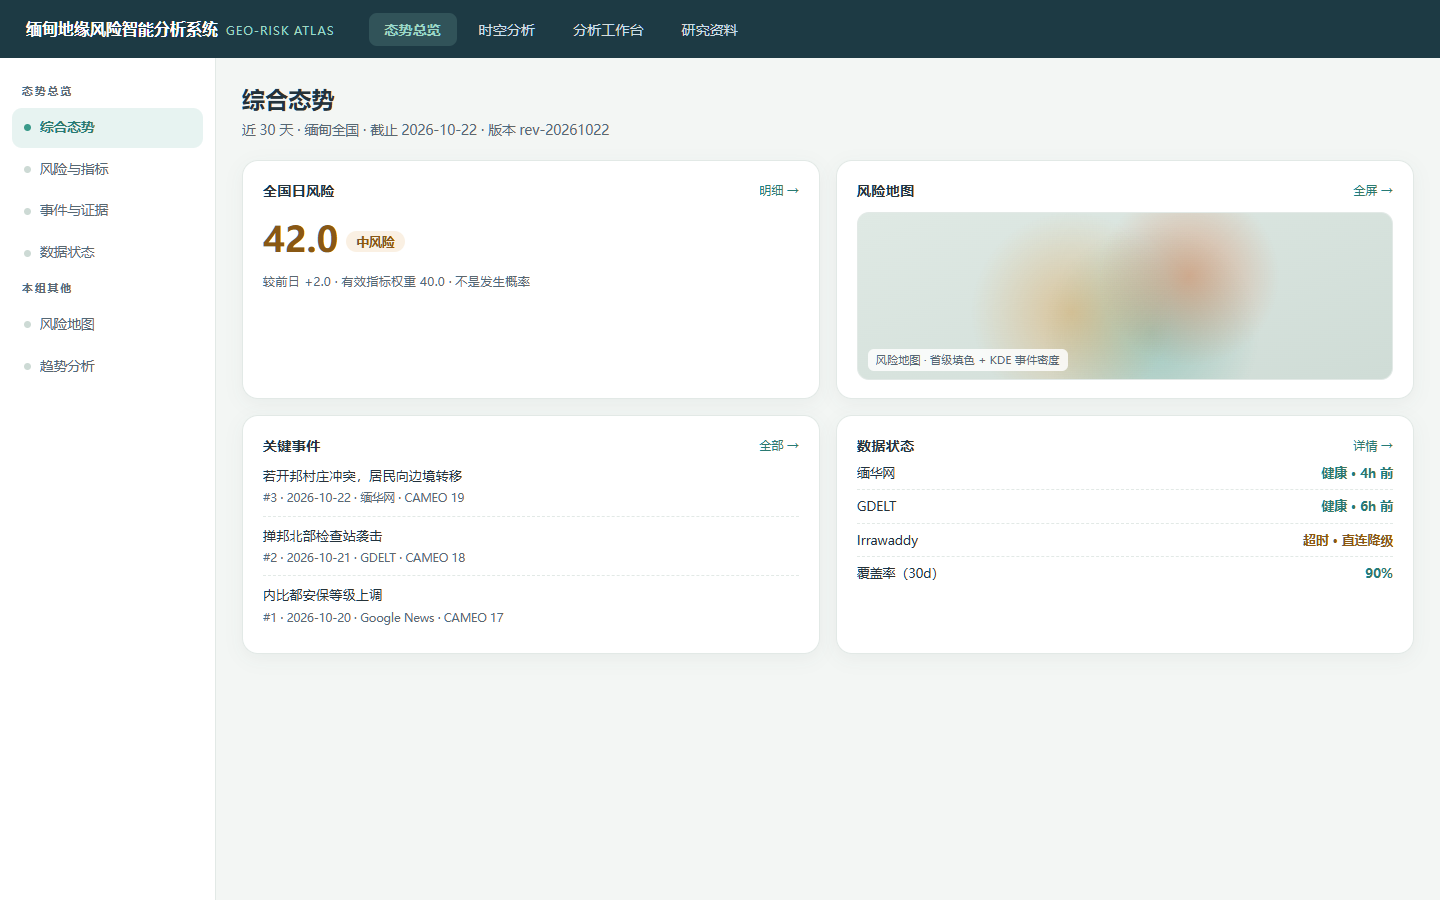 缅甸地缘风险智能分析系统 GEO-RISK ATLAS 态势总览 时空分析 分析工作台 研究资料
态势总览
综合态势
风险与指标
事件与证据
数据状态
本组其他
风险地图
趋势分析
综合态势
近 30 天 · 缅甸全国 · 截止 2026-10-22 · 版本 rev-20261022
全国日风险 明细 →
42.0 中风险
较前日 +2.0 · 有效指标权重 40.0 · 不是发生概率
风险地图 全屏 →
风险地图 · 首级填色 + KDE 事件密度
关键事件 全部 →
若开邦村庄冲突，居民向边境转移
#3 · 2026-10-22 · 缅华网 · CAMEO 19
掸邦北部检查站袭击
#2 · 2026-10-21 · GDELT · CAMEO 18
内比都安保等级上调
#1 · 2026-10-20 · Google News · CAMEO 17
数据状态 详情 →
缅华网 健康 • 4h 前
GDELT 健康 • 6h 前
Irrawaddy 超时 • 直连降级
覆盖率（30d） 90%